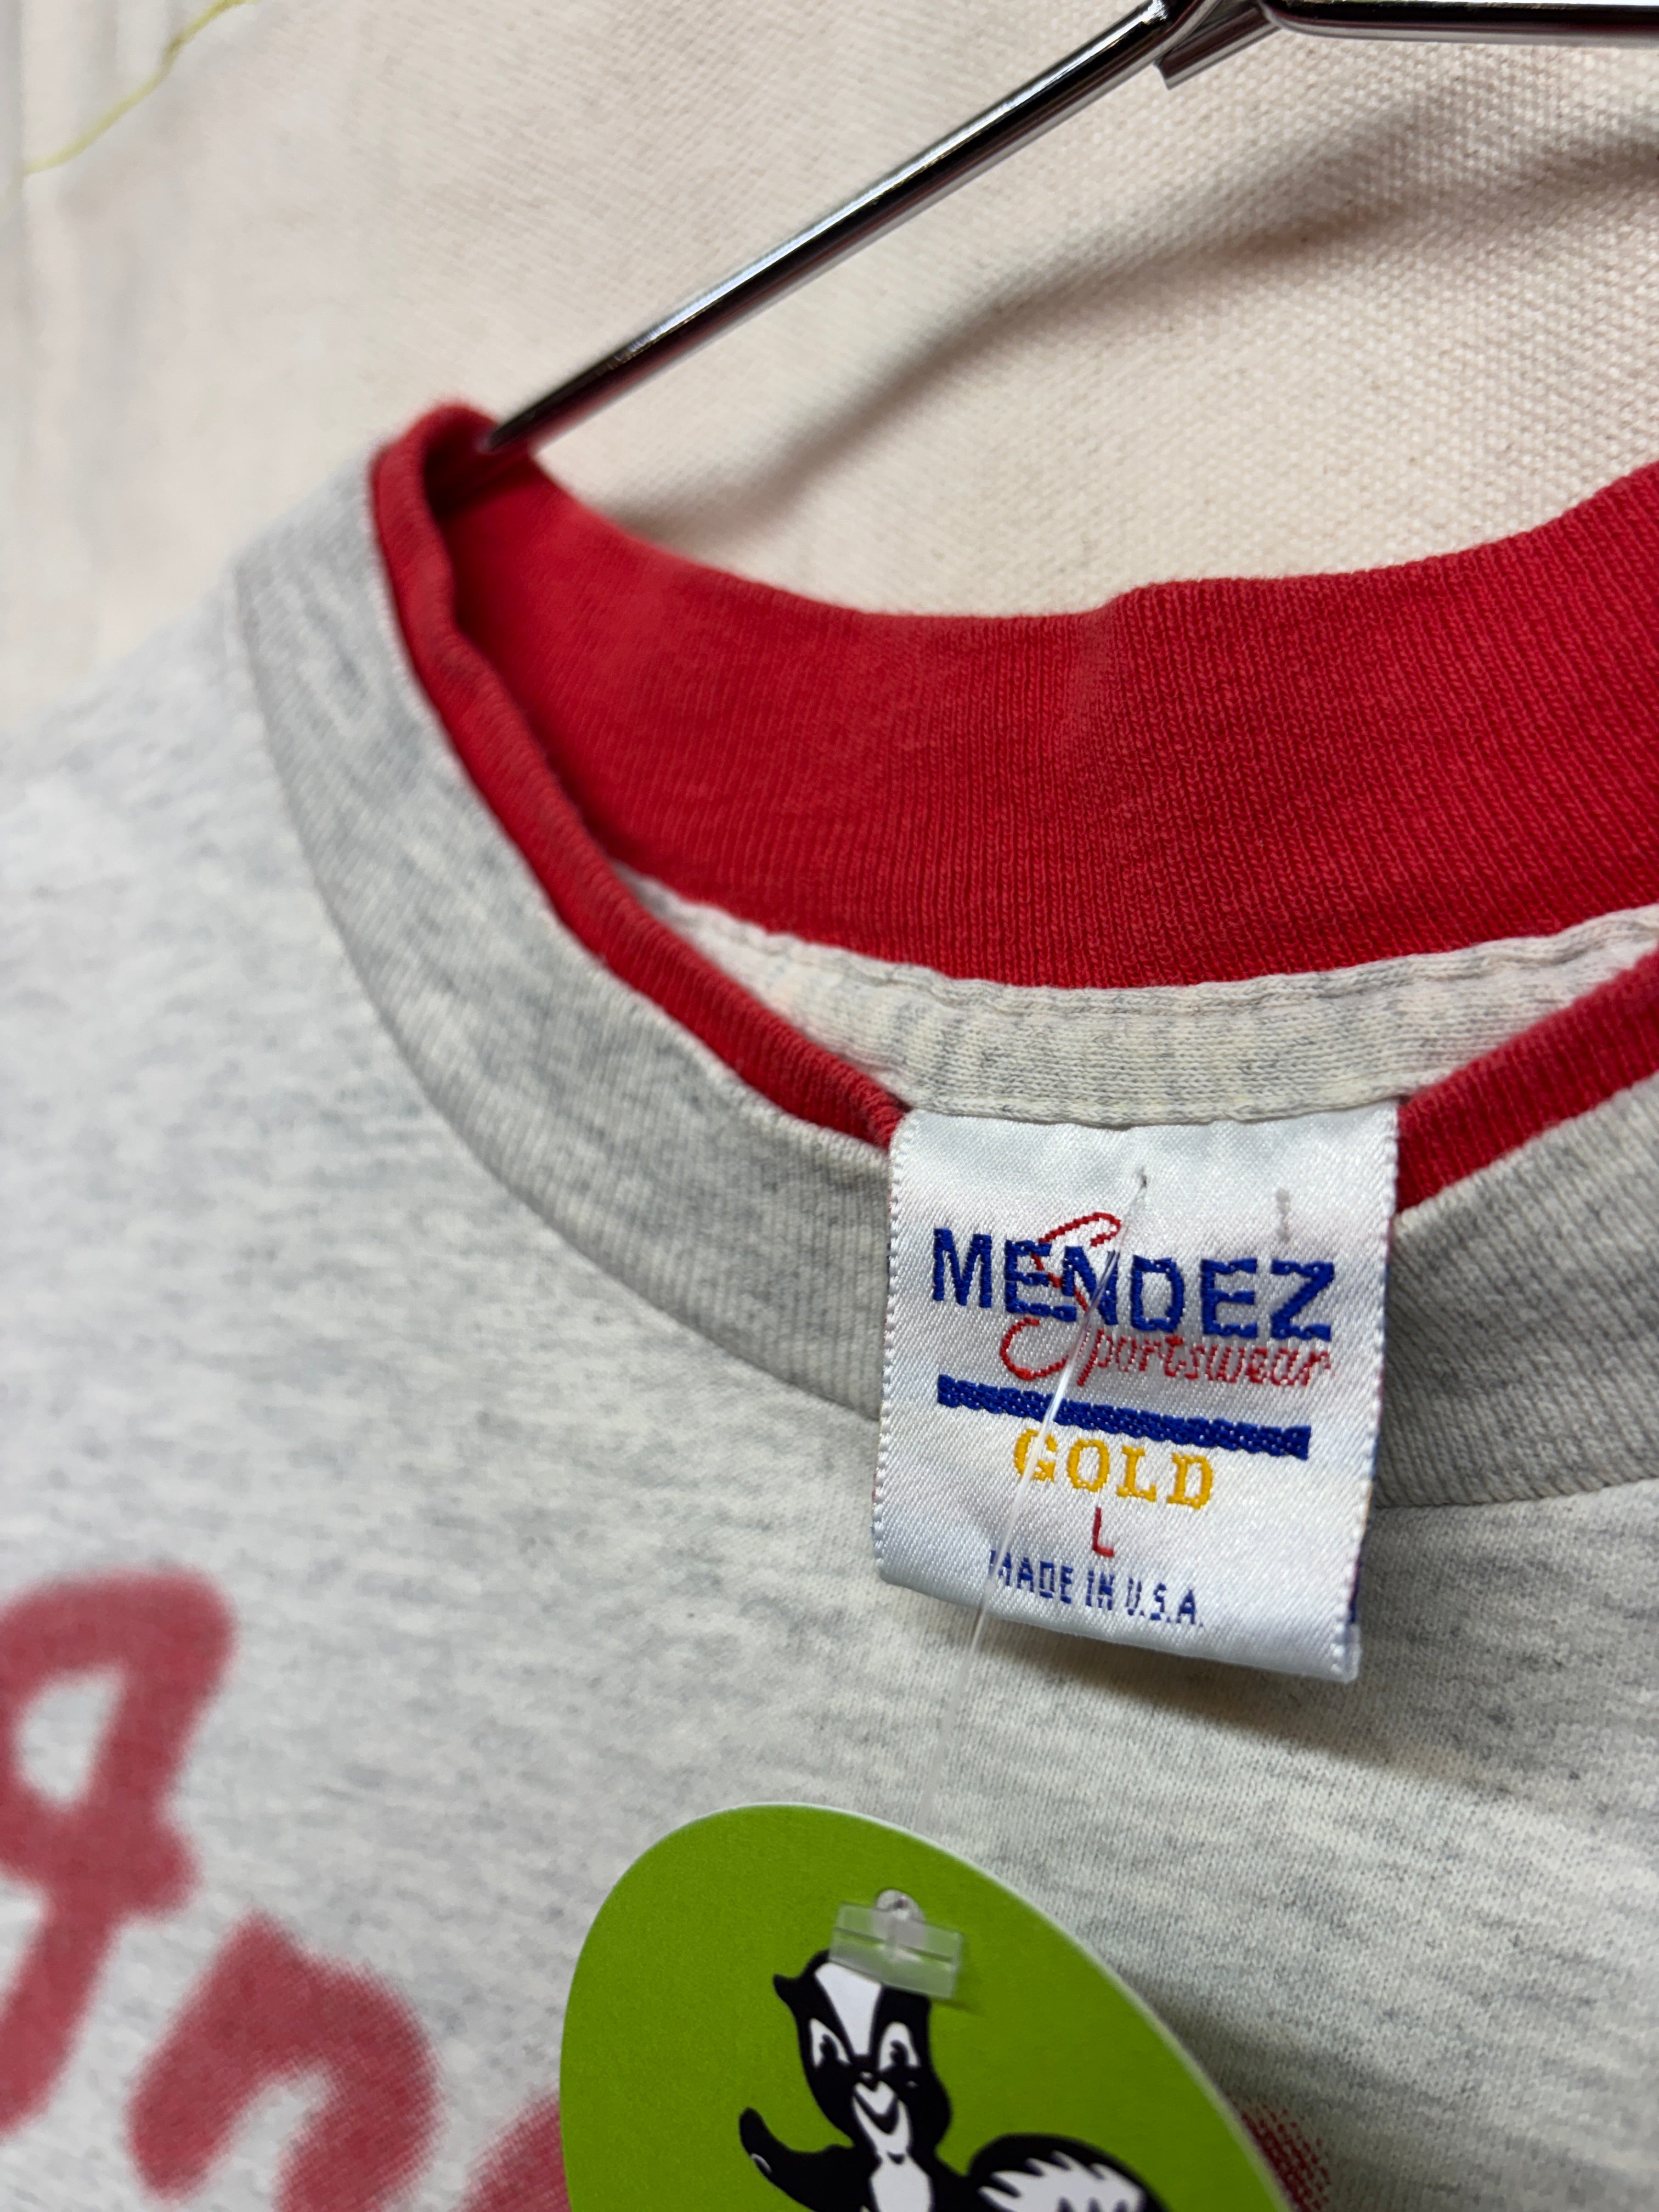 MENDEZ
Sportswear
GOLD
L
MADE IN U.S.A.